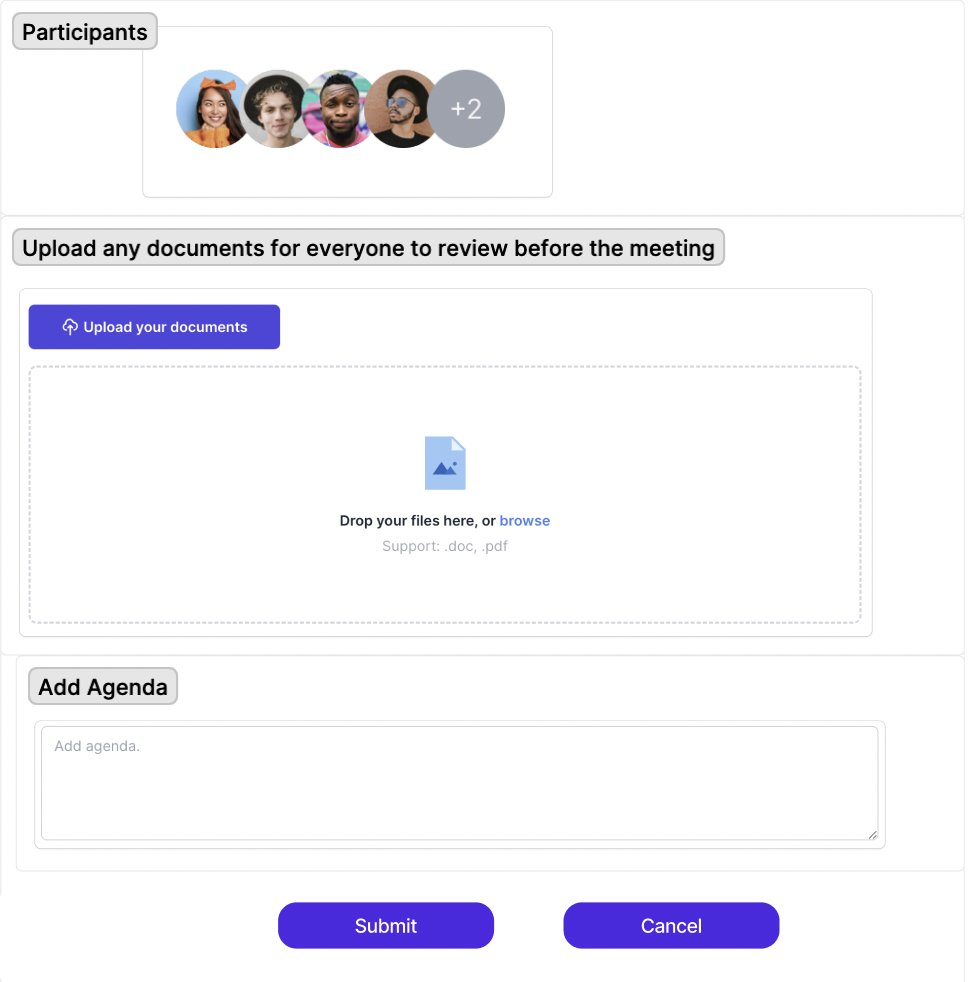 Participants
+2
Upload any documents for everyone to review before the meeting
Upload your documents
Drop your files here, or browse
Support: .doc, .pdf
Add Agenda
Add agenda.
Submit
Cancel